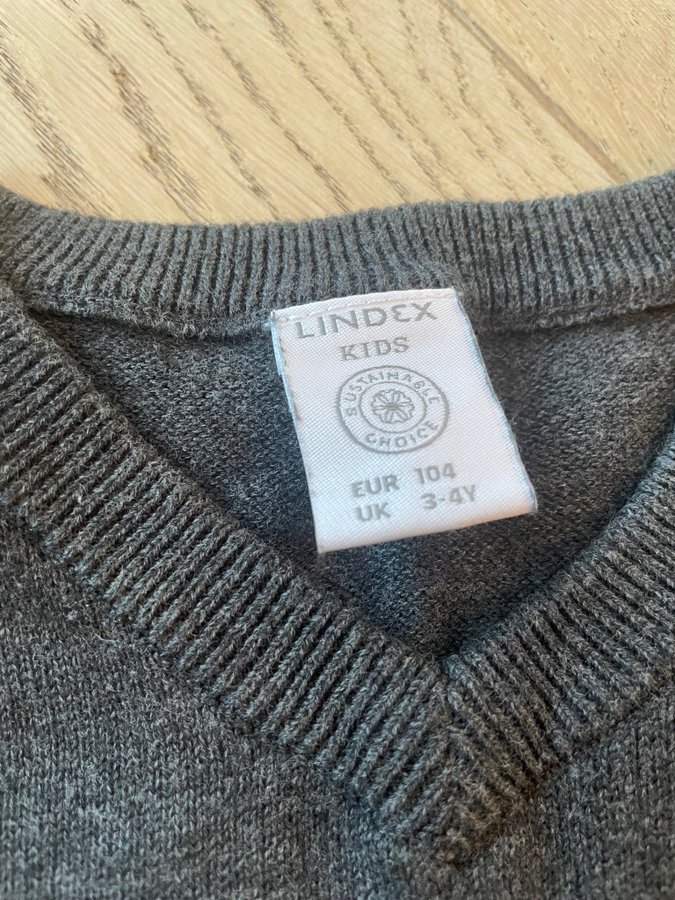 LINDEX
KIDS
SUSTAINABLE
CHOICE
EUR 104
UK 3-4Y